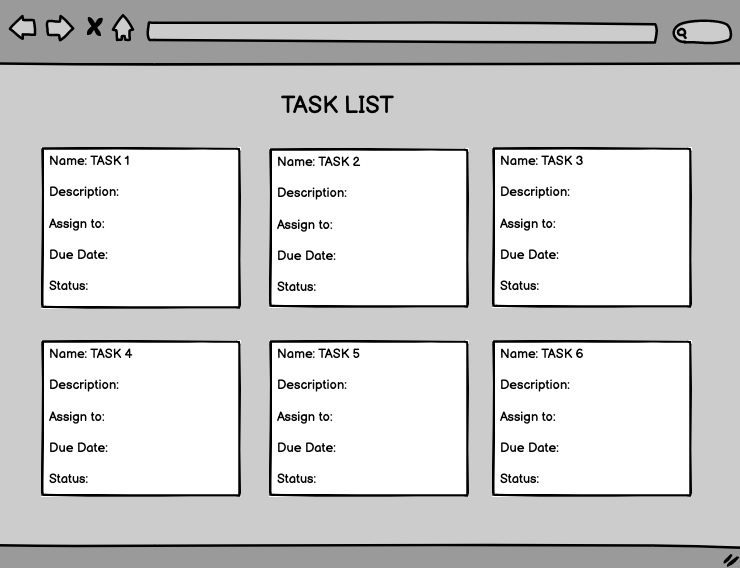 TASK LIST
Name: TASK 1
Description:
Assign to:
Due Date:
Status:
Name: TASK 2
Description:
Assign to:
Due Date:
Status:
Name: TASK 3
Description:
Assign to:
Due Date:
Status:
Name: TASK 4
Description:
Assign to:
Due Date:
Status:
Name: TASK 5
Description:
Assign to:
Due Date:
Status:
Name: TASK 6
Description:
Assign to:
Due Date:
Status: